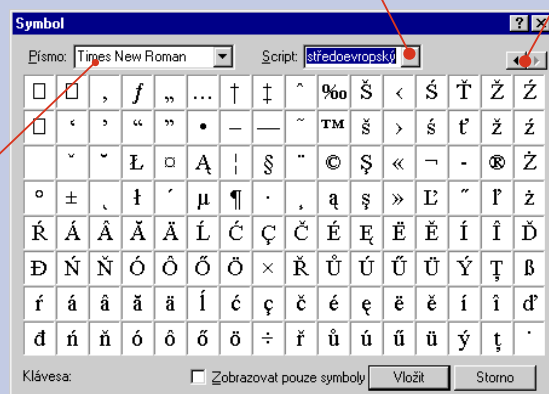 Symbol
Písmo: Times New Roman Script: středoevropský
□ □ ‚ ƒ „ … † ‡ ˆ ‰ Š ‹ Ś Ť Ž Ź
□ ‘ ’ “ ” • – — ˜ ™ š › ś ť ž ź
ˇ ˘ Ł ¤ Ą ¦ § ¨ © Ş « ¬ - ® Ż
° ± ˛ ł ´ µ ¶ · ¸ ą ş » Ľ ˝ ľ ż
Ŕ Á Â Ă Ä Ĺ Ć Ç Č É Ę Ë Ě Í Î Ď
Đ Ń Ň Ó Ô Ő Ö × Ř Ů Ú Ű Ü Ý Ţ ß
ŕ á â ă ä ĺ ć ç č é ę ë ě í î ď
đ ń ň ó ô ő ö ÷ ř ů ú ű ü ý ţ ˙
Klávesa: Zobrazovat pouze symboly Vložit Storno